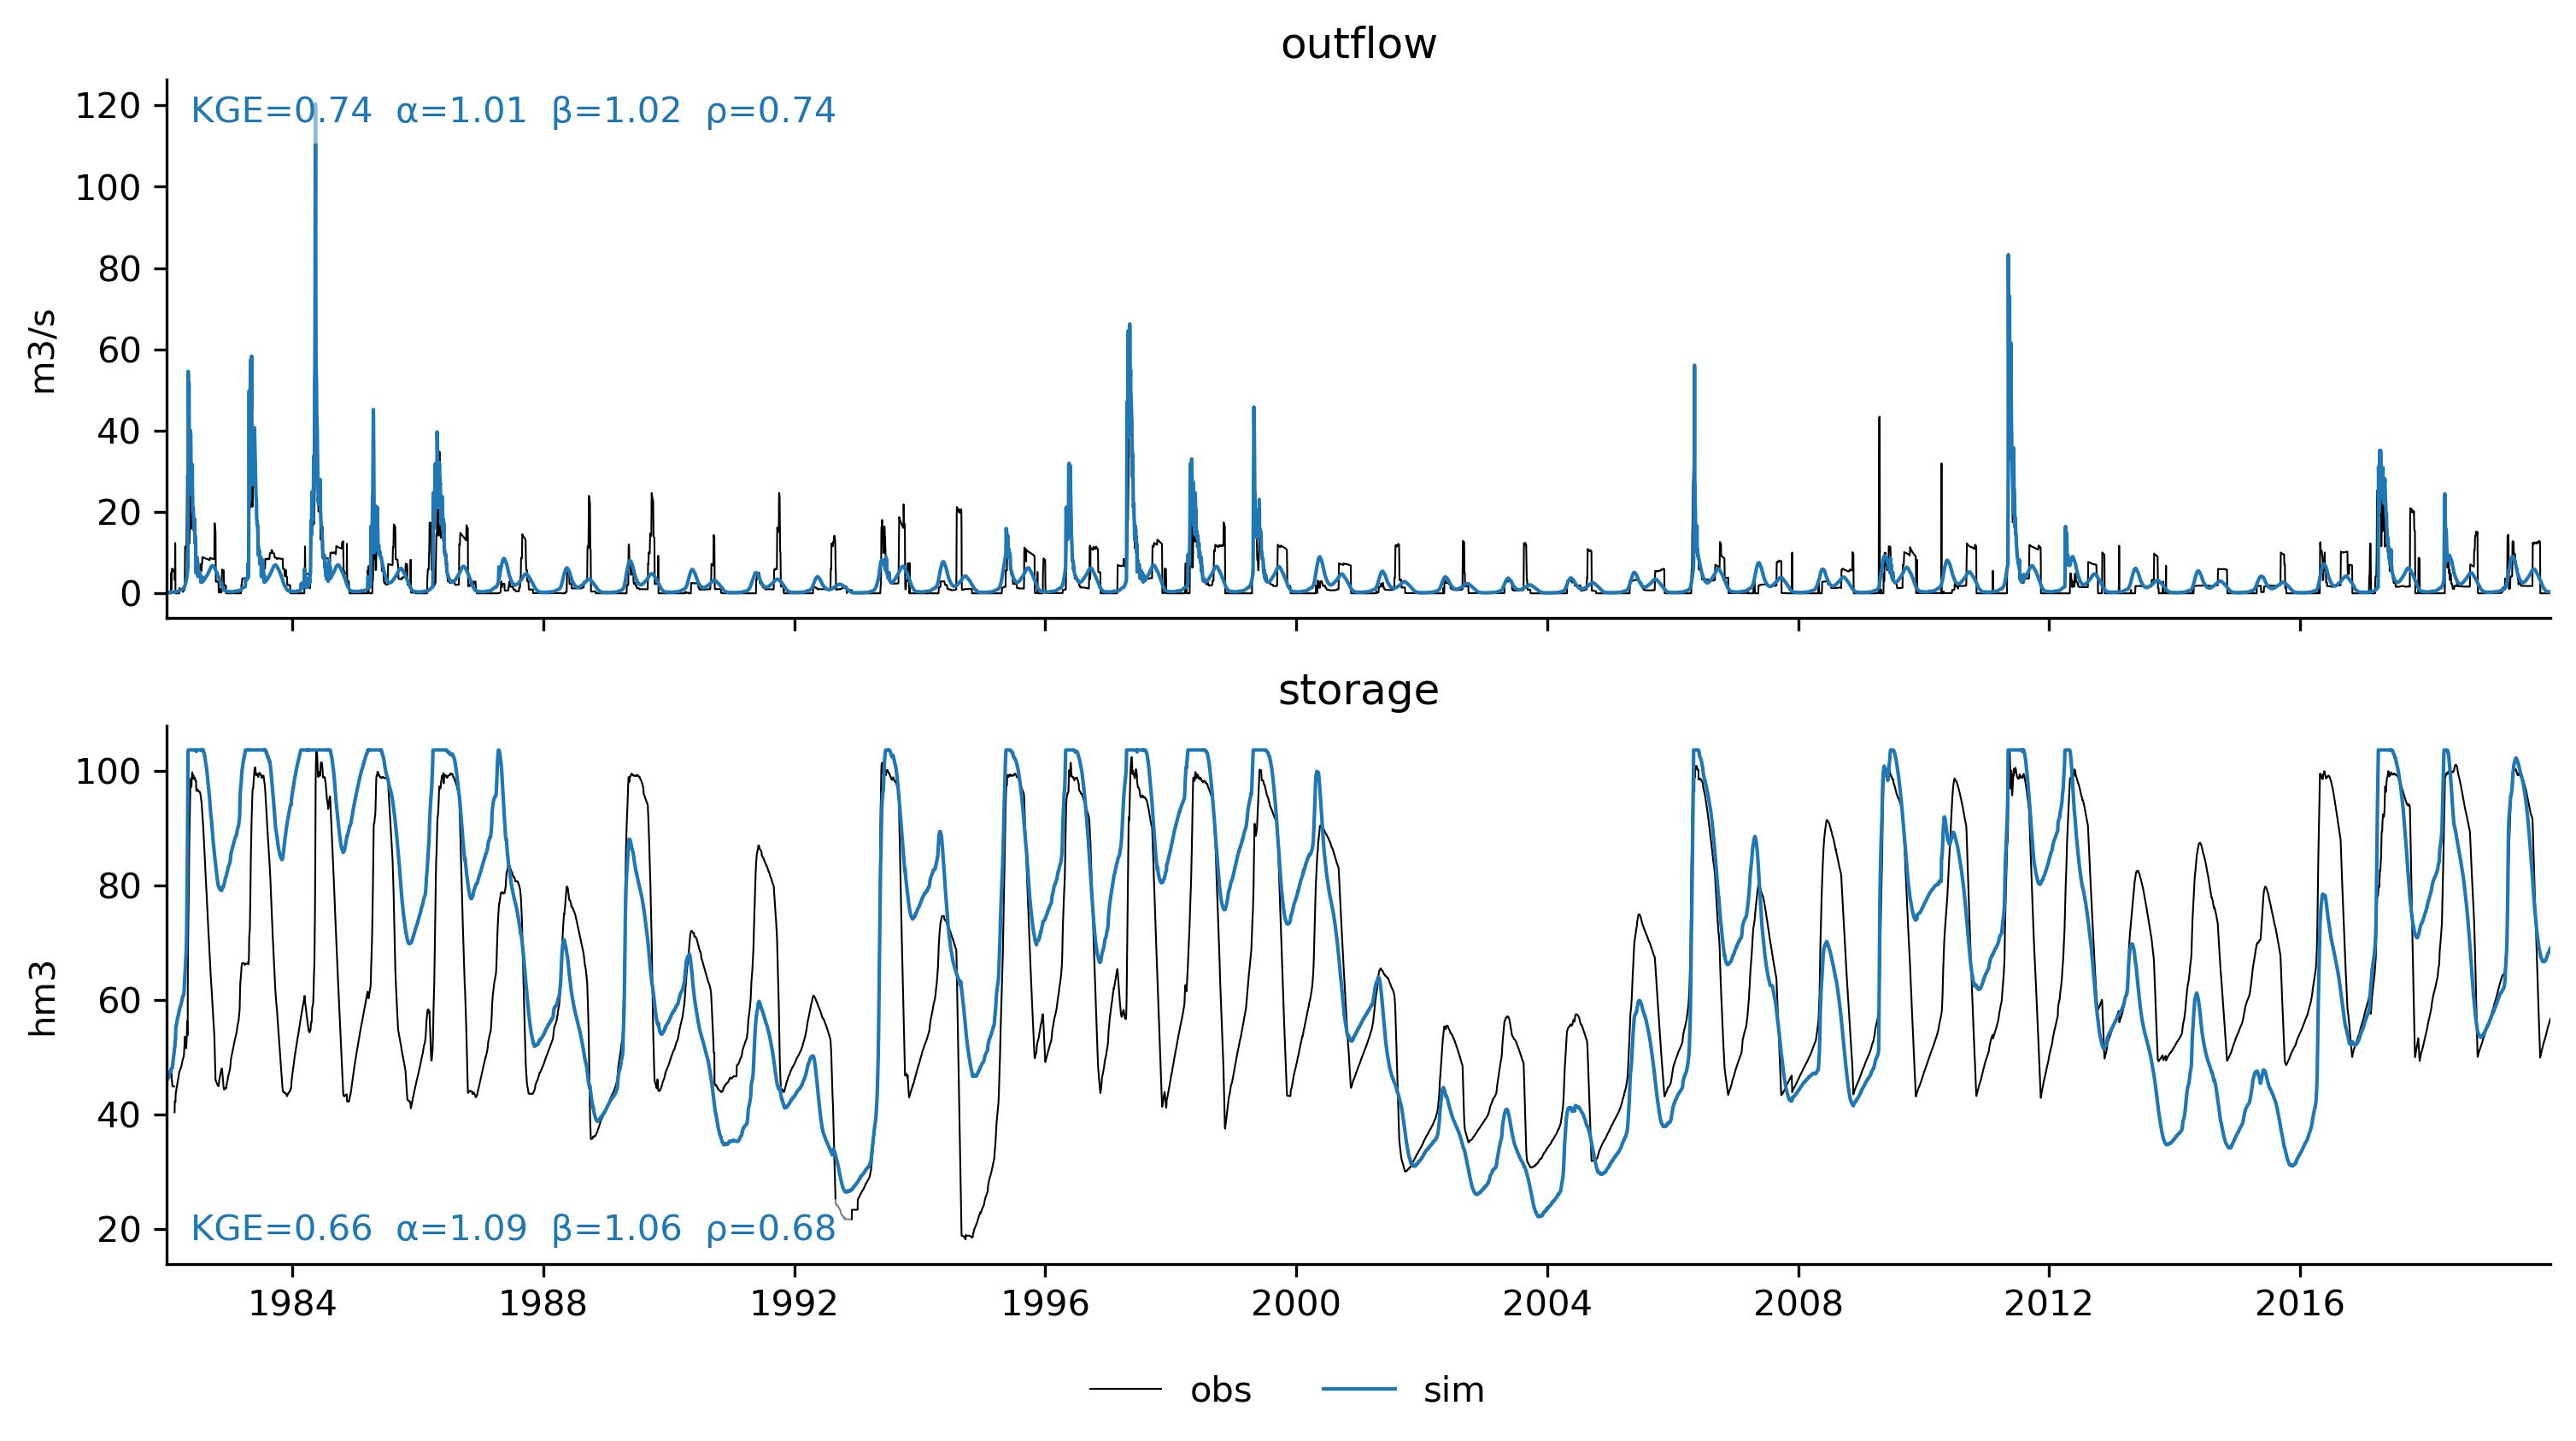 outflow
KGE=0.74  α=1.01  β=1.02  ρ=0.74
120
100
80
60
40
20
0
m3/s
storage
100
80
60
40
20
hm3
KGE=0.66  α=1.09  β=1.06  ρ=0.68
1984 1988 1992 1996 2000 2004 2008 2012 2016
obs sim